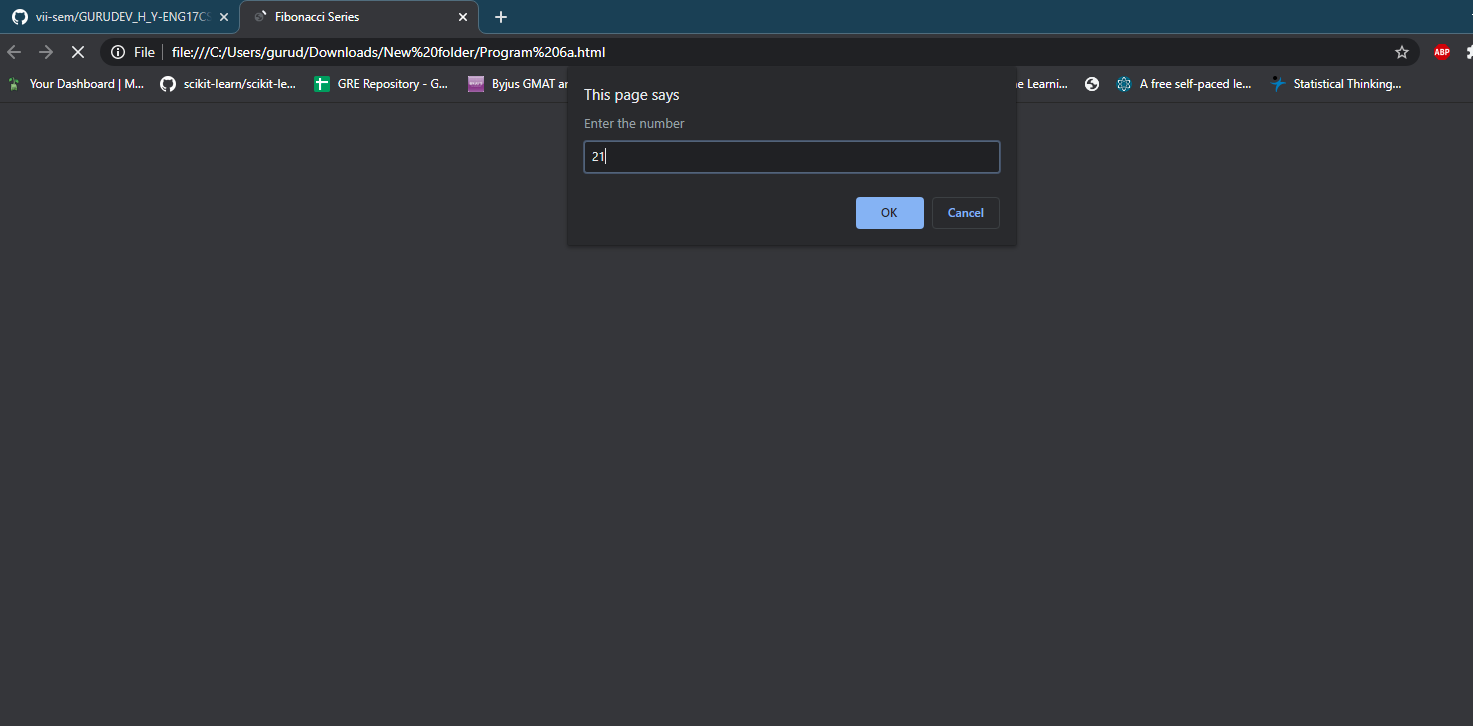 vii-sem/GURUDEV_H_Y-ENG17CS
Fibonacci Series
File
file:///C:/Users/gurud/Downloads/New%20folder/Program%206a.html
ABP
Your Dashboard | M...
scikit-learn/scikit-le...
GRE Repository - G...
Byjus GMAT an
e Learni...
A free self-paced le...
Statistical Thinking...
This page says
Enter the number
21
OK
Cancel